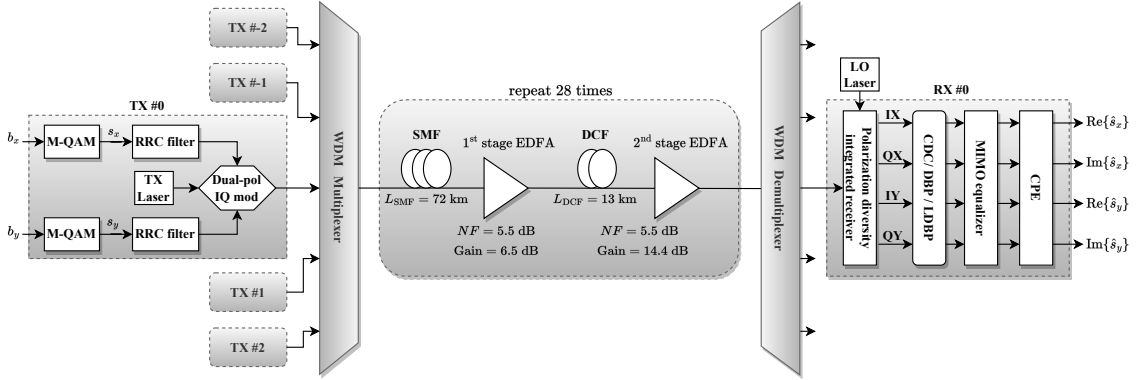 TX #-2
TX #-1
TX #0
b_x
M-QAM
s_x
RRC filter
TX
Laser
Dual-pol
IQ mod
b_y
M-QAM
s_y
RRC filter
TX #1
TX #2
WDM Multiplexer
repeat 28 times
SMF
L_SMF = 72 km
1st stage EDFA
NF = 5.5 dB
Gain = 6.5 dB
DCF
L_DCF = 13 km
2nd stage EDFA
NF = 5.5 dB
Gain = 14.4 dB
WDM Demultiplexer
LO
Laser
RX #0
Polarization diversity
integrated receiver
IX
QX
IY
QY
CDC/ DBP / LDBP
MIMO equalizer
CPE
Re{ŝ_x}
Im{ŝ_x}
Re{ŝ_y}
Im{ŝ_y}